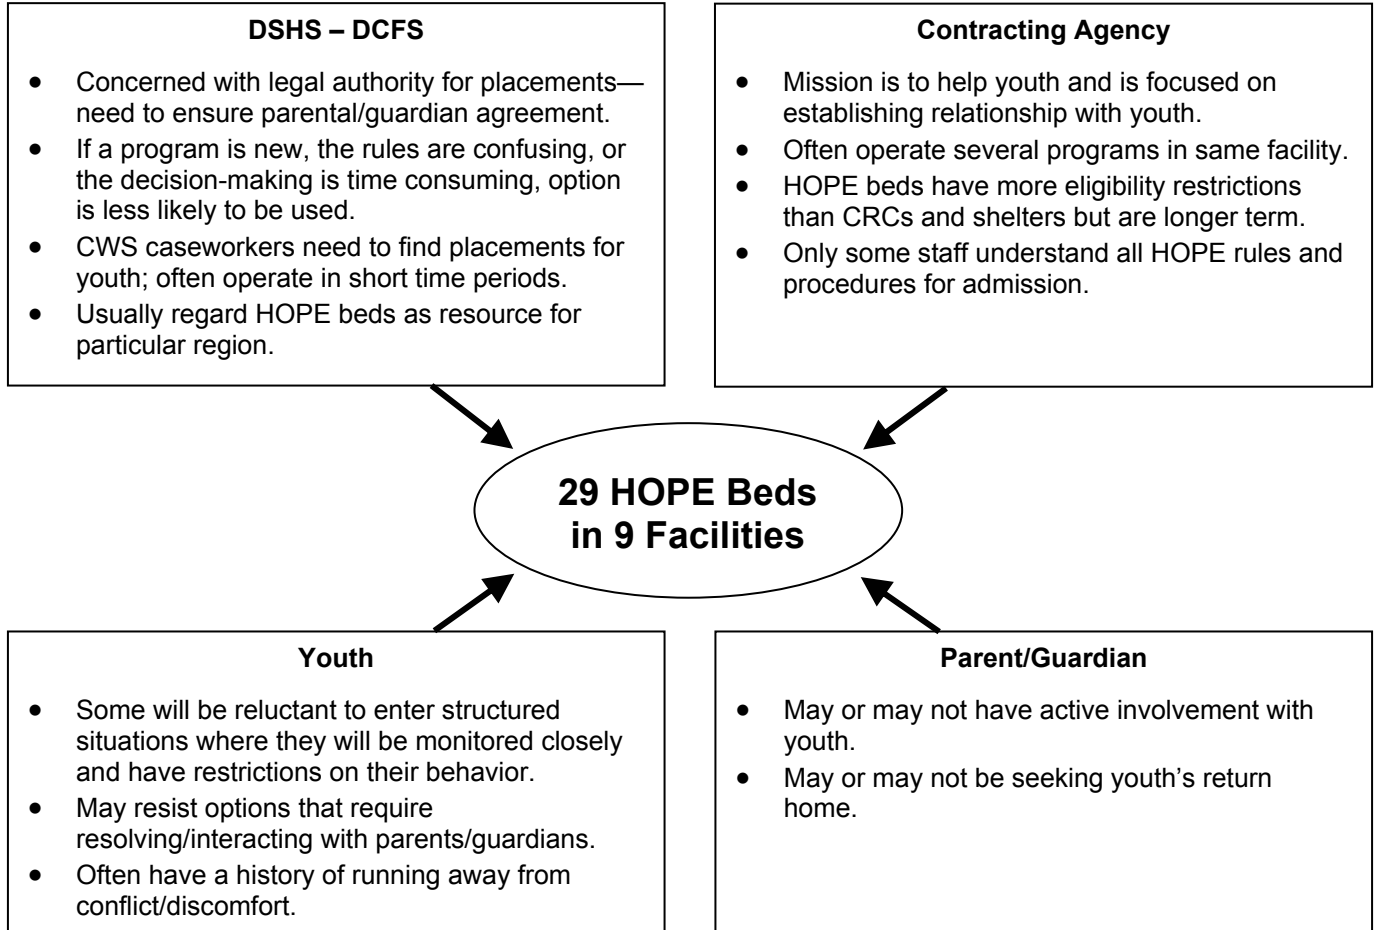 DSHS – DCFS
● Concerned with legal authority for placements—
need to ensure parental/guardian agreement.
● If a program is new, the rules are confusing, or
the decision-making is time consuming, option
is less likely to be used.
● CWS caseworkers need to find placements for
youth; often operate in short time periods.
● Usually regard HOPE beds as resource for
particular region.
Contracting Agency
● Mission is to help youth and is focused on
establishing relationship with youth.
● Often operate several programs in same facility.
● HOPE beds have more eligibility restrictions
than CRCs and shelters but are longer term.
● Only some staff understand all HOPE rules and
procedures for admission.
29 HOPE Beds
in 9 Facilities
Youth
● Some will be reluctant to enter structured
situations where they will be monitored closely
and have restrictions on their behavior.
● May resist options that require
resolving/interacting with parents/guardians.
● Often have a history of running away from
conflict/discomfort.
Parent/Guardian
● May or may not have active involvement with
youth.
● May or may not be seeking youth’s return
home.